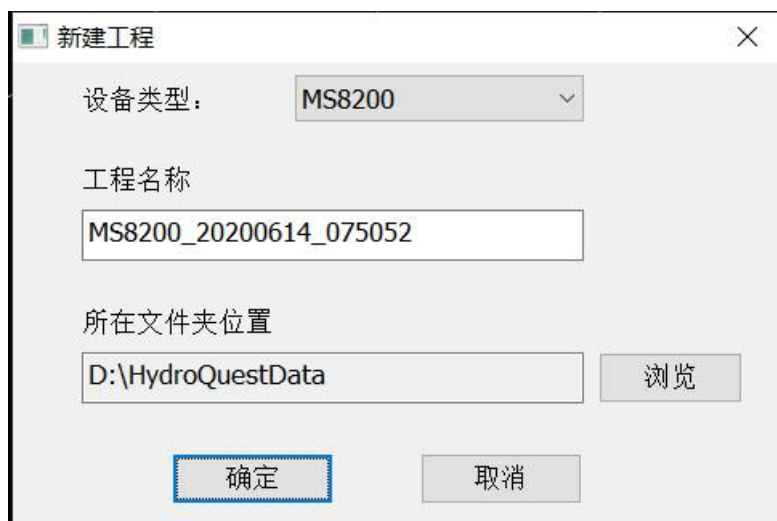 新建工程
设备类型： MS8200
工程名称
MS8200_20200614_075052
所在文件夹位置
D:\HydroQuestData 浏览
确定 取消